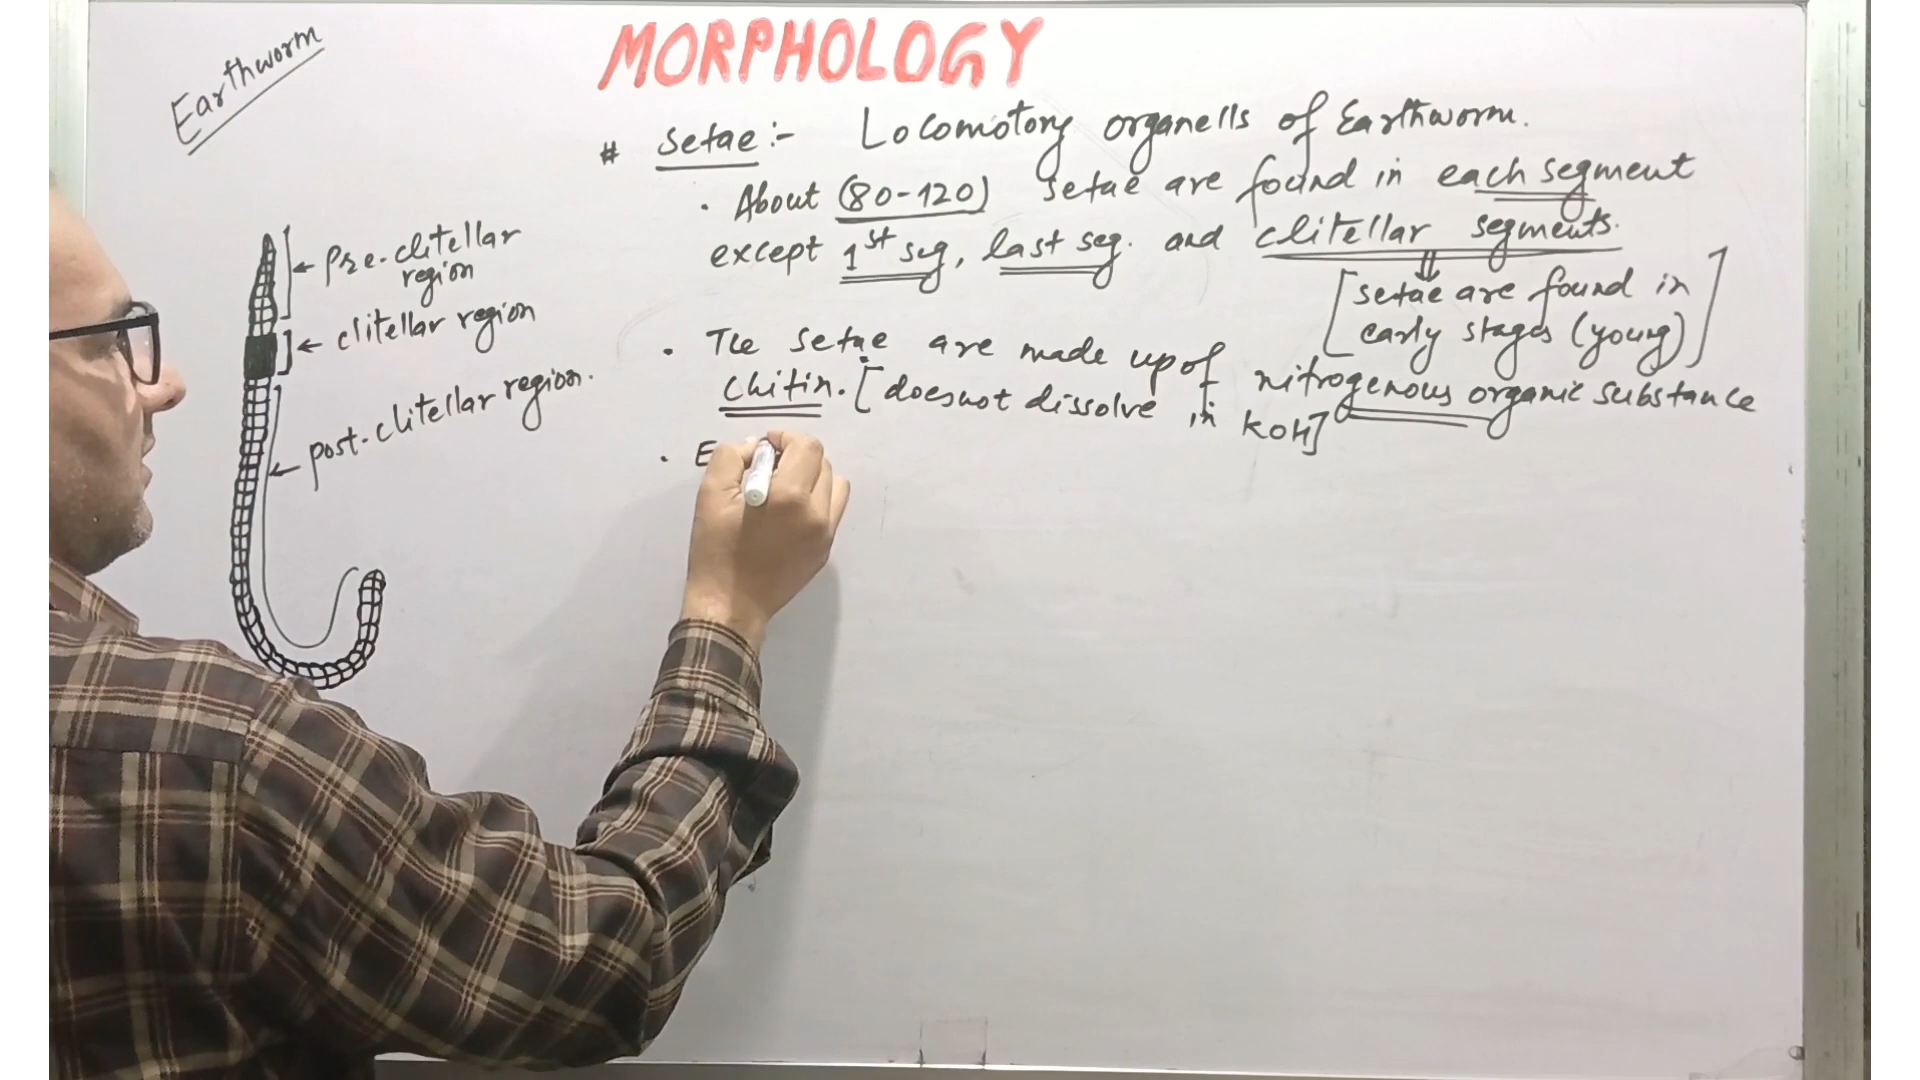 Earthworm
MORPHOLOGY
# Setae :- Locomotory organells of Earthworm.
. About (80-120) setae are found in each segment
except 1st seg, last seg. and clitellar segments.
[setae are found in
early stages (young)]
. The setae are made up of nitrogenous organic substance
chitin. [does not dissolve in KOH]
. E
Pre-clitellar
region
clitellar region
post-clitellar region.